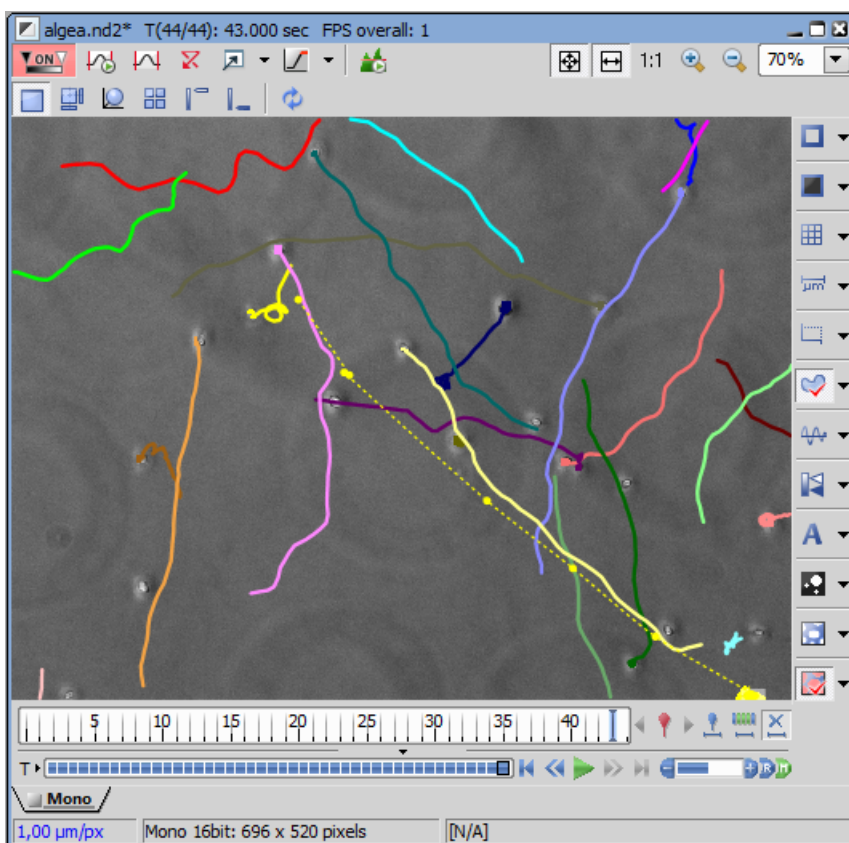 algea.nd2* T(44/44): 43.000 sec FPS overall: 1
ON 1:1 70%
µm
A
5 10 15 20 25 30 35 40
T
R M
Mono
1,00 µm/px Mono 16bit: 696 x 520 pixels [N/A]